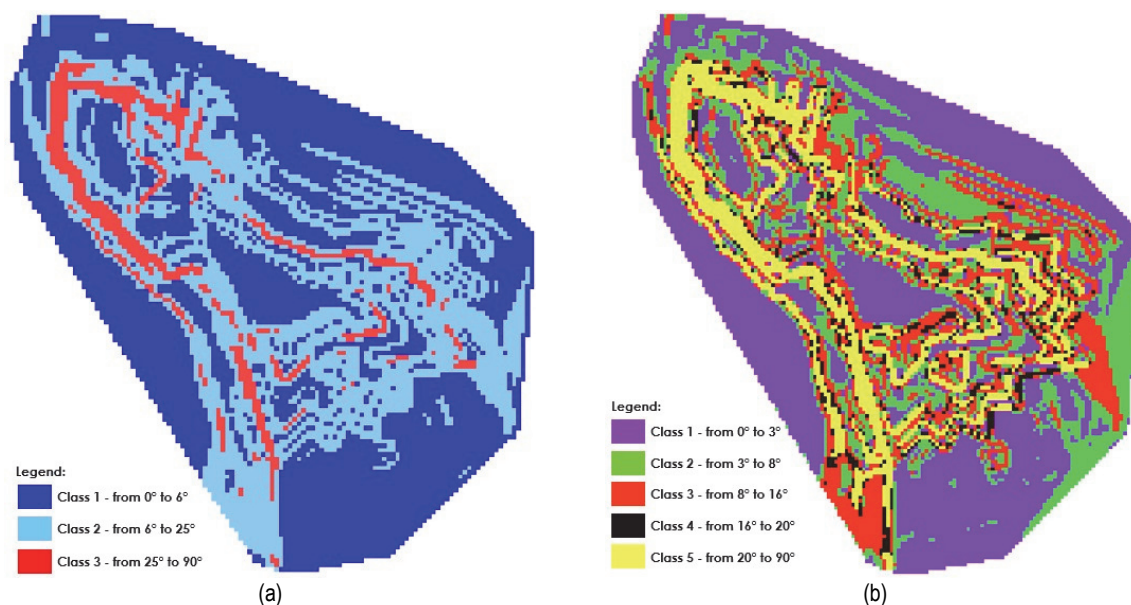 Legend:
Class 1 - from 0° to 6°
Class 2 - from 6° to 25°
Class 3 - from 25° to 90°
(a)
Legend:
Class 1 - from 0° to 3°
Class 2 - from 3° to 8°
Class 3 - from 8° to 16°
Class 4 - from 16° to 20°
Class 5 - from 20° to 90°
(b)